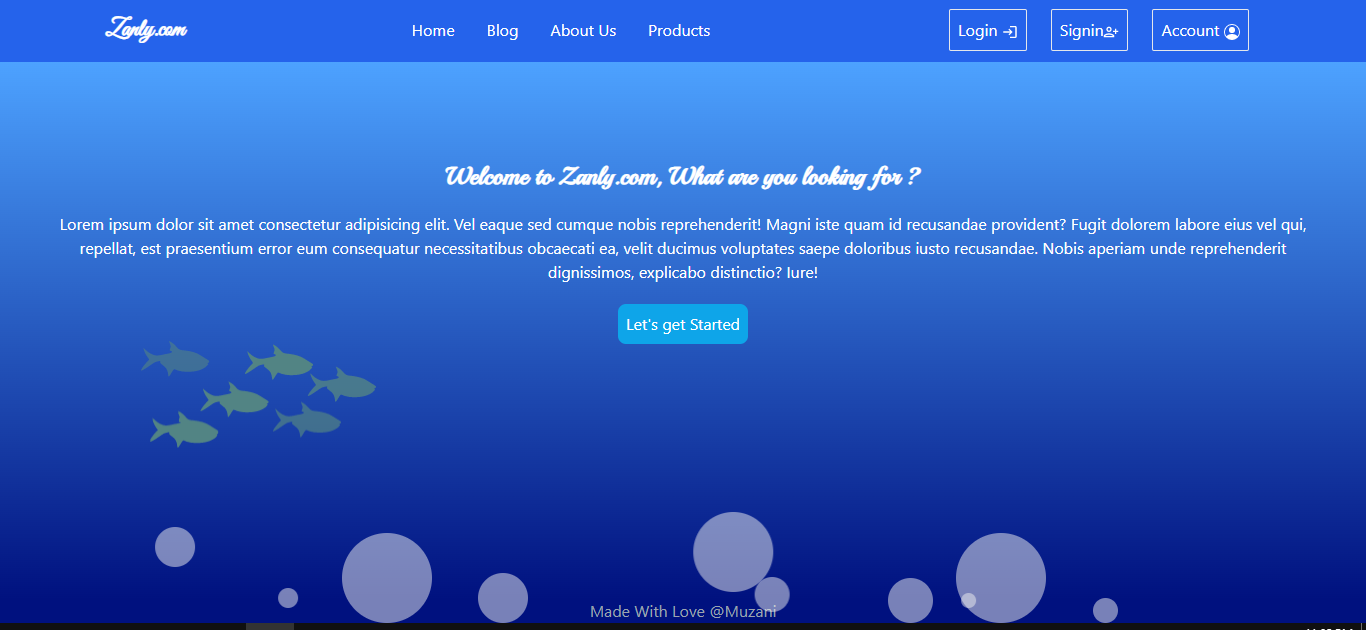 Zanly.com
Home Blog About Us Products
Login Signin Account
Welcome to Zanly.com, What are you looking for ?
Lorem ipsum dolor sit amet consectetur adipisicing elit. Vel eaque sed cumque nobis reprehenderit! Magni iste quam id recusandae provident? Fugit dolorem labore eius vel qui,
repellat, est praesentium error eum consequatur necessitatibus obcaecati ea, velit ducimus voluptates saepe doloribus iusto recusandae. Nobis aperiam unde reprehenderit
dignissimos, explicabo distinctio? Iure!
Let's get Started
Made With Love @Muzani